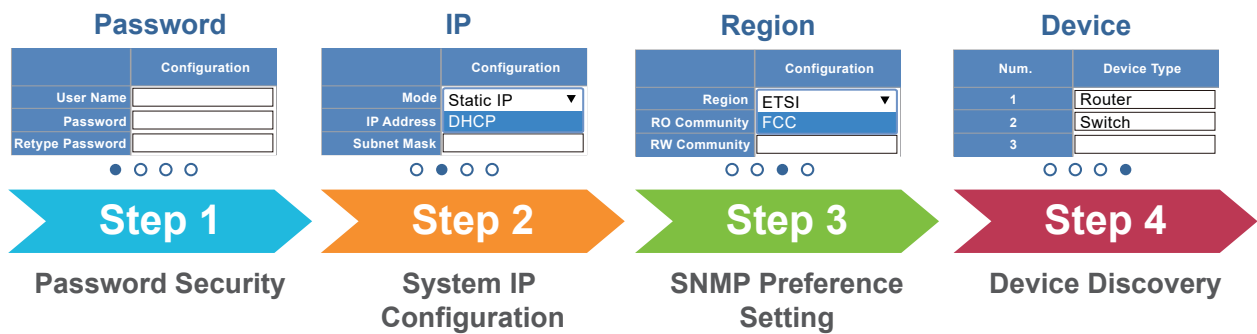 Password
Configuration
User Name
Password
Retype Password
Step 1
Password Security
IP
Configuration
Mode Static IP ▼
IP Address DHCP
Subnet Mask
Step 2
System IP
Configuration
Region
Configuration
Region ETSI ▼
RO Community FCC
RW Community
Step 3
SNMP Preference
Setting
Device
Num. Device Type
1 Router
2 Switch
3
Step 4
Device Discovery